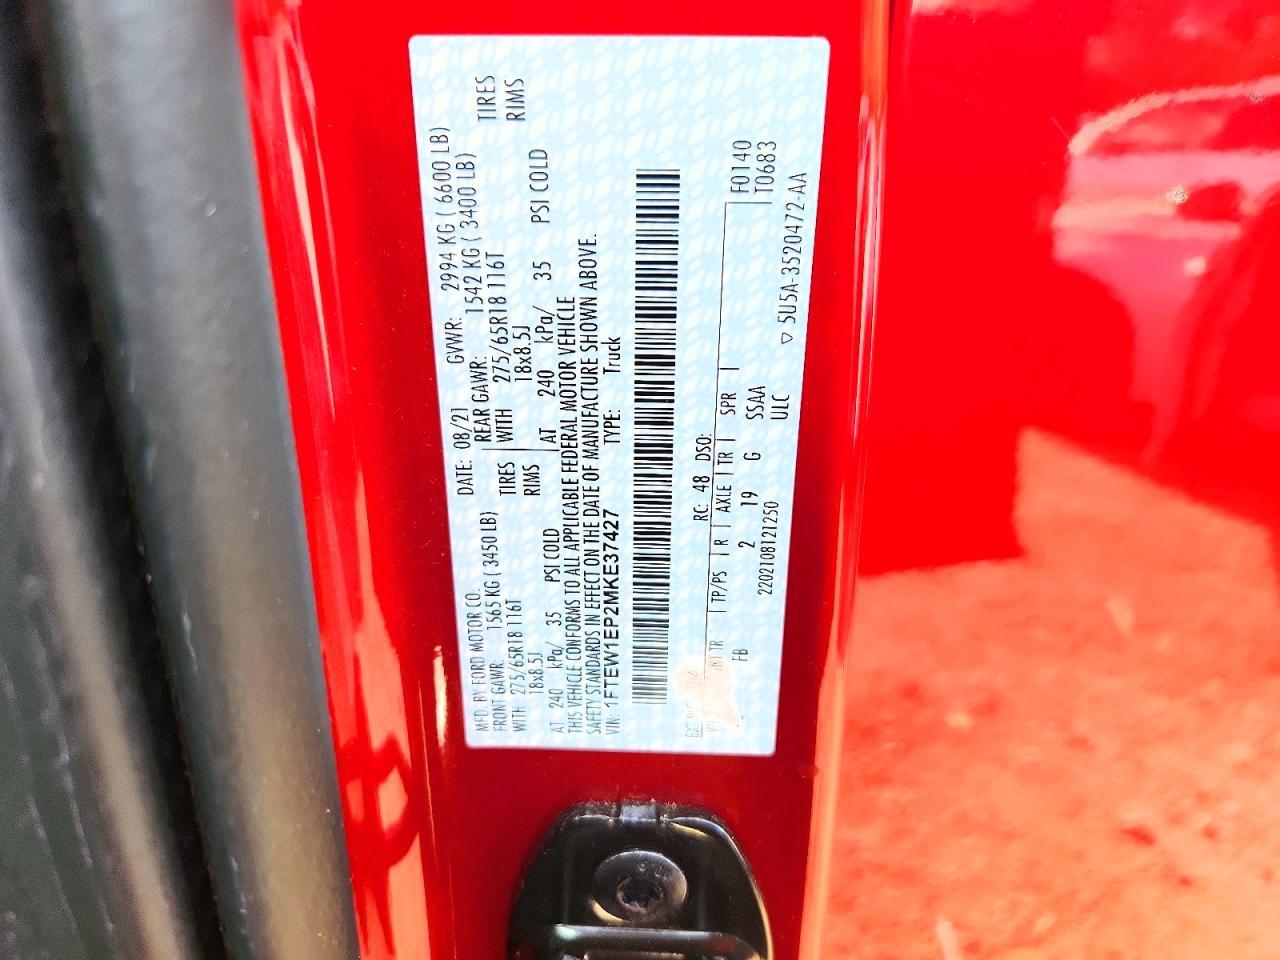 MFD. BY FORD MOTOR CO.
DATE: 08/21 GVWR: 2994 KG ( 6600 LB)
FRONT GAWR: 1565 KG ( 3450 LB) REAR GAWR: 1542 KG ( 3400 LB)
WITH 275/65R18 116T TIRES WITH 275/65R18 116T TIRES
18x8.5J RIMS 18x8.5J RIMS
AT 240 kPa/ 35 PSI COLD AT 240 kPa/ 35 PSI COLD
THIS VEHICLE CONFORMS TO ALL APPLICABLE FEDERAL MOTOR VEHICLE
SAFETY STANDARDS IN EFFECT ON THE DATE OF MANUFACTURE SHOWN ABOVE.
VIN: 1FTEW1EP2MKE37427 TYPE: Truck
RC: 48 DSO: F0140
INT TR TP/PS R AXLE TR SPR T0683
FB 2 19 G SSAA
2202108121250 ULC
▽ 5U5A-3520472-AA